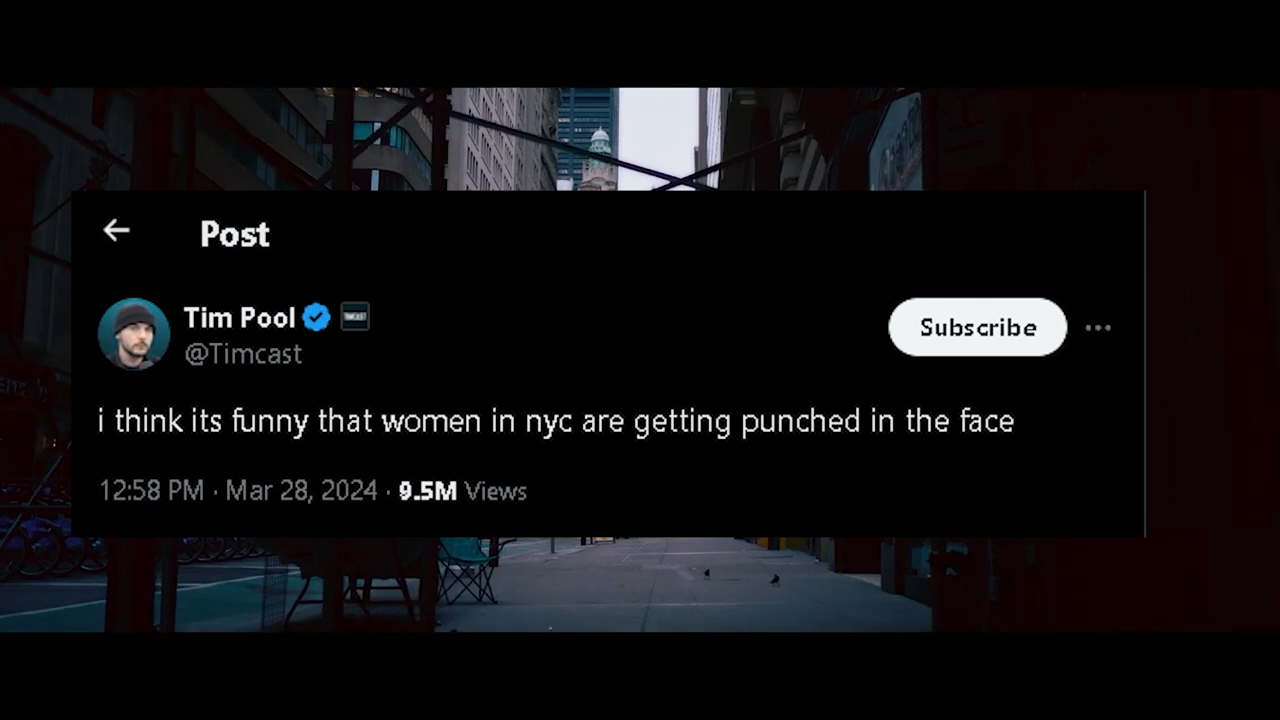 Post
Tim Pool
@Timcast
Subscribe
i think its funny that women in nyc are getting punched in the face
12:58 PM · Mar 28, 2024 · 9.5M Views